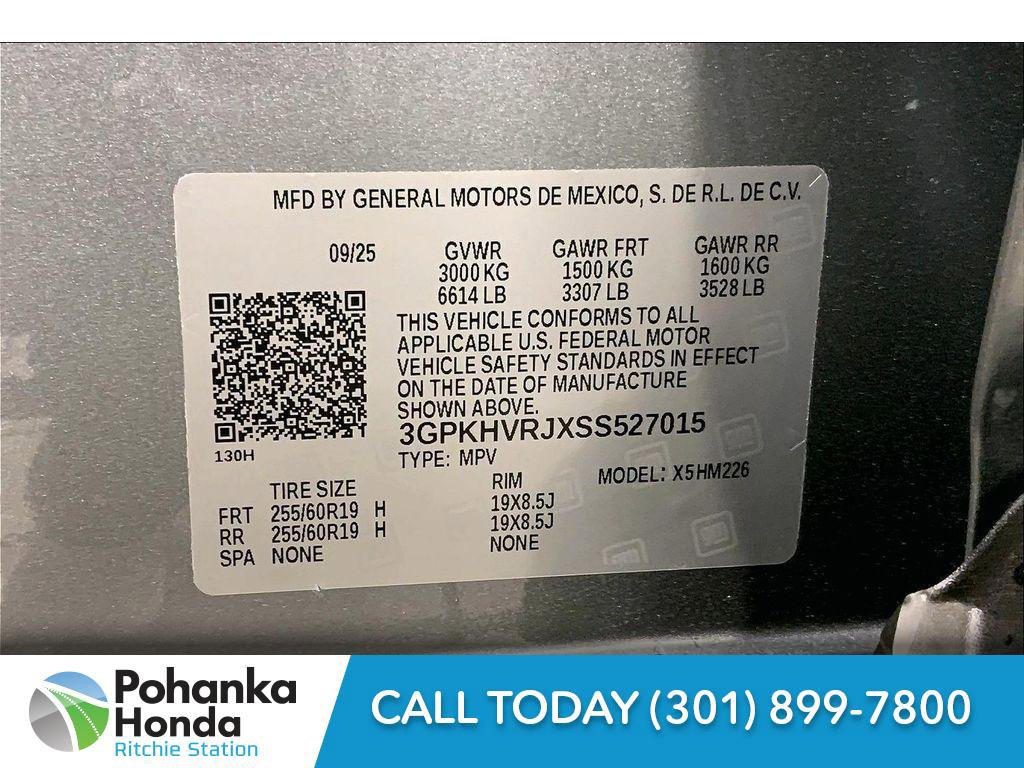 MFD BY GENERAL MOTORS DE MEXICO, S. DE R.L. DE C.V.
09/25 GVWR GAWR FRT GAWR RR
3000 KG 1500 KG 1600 KG
6614 LB 3307 LB 3528 LB
THIS VEHICLE CONFORMS TO ALL
APPLICABLE U.S. FEDERAL MOTOR
VEHICLE SAFETY STANDARDS IN EFFECT
ON THE DATE OF MANUFACTURE
SHOWN ABOVE.
3GPKHVRJXSS527015
130H
TYPE: MPV
MODEL: X5HM226
TIRE SIZE RIM
FRT 255/60R19 H 19X8.5J
RR 255/60R19 H 19X8.5J
SPA NONE NONE
Pohanka
Honda
Ritchie Station
CALL TODAY (301) 899-7800